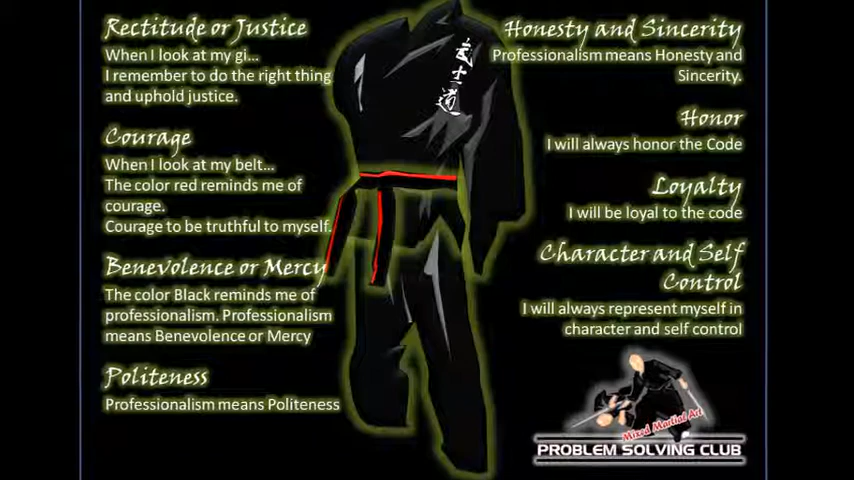 Rectitude or Justice
When I look at my gi...
I remember to do the right thing
and uphold justice.
Courage
When I look at my belt...
The color red reminds me of
courage.
Courage to be truthful to myself.
Benevolence or Mercy
The color Black reminds me of
professionalism. Professionalism
means Benevolence or Mercy
Politeness
Professionalism means Politeness
武士道
Honesty and Sincerity
Professionalism means Honesty and
Sincerity.
Honor
I will always honor the Code
Loyalty
I will be loyal to the code
Character and Self
Control
I will always represent myself in
character and self control
Mixed Martial Art
PROBLEM SOLVING CLUB